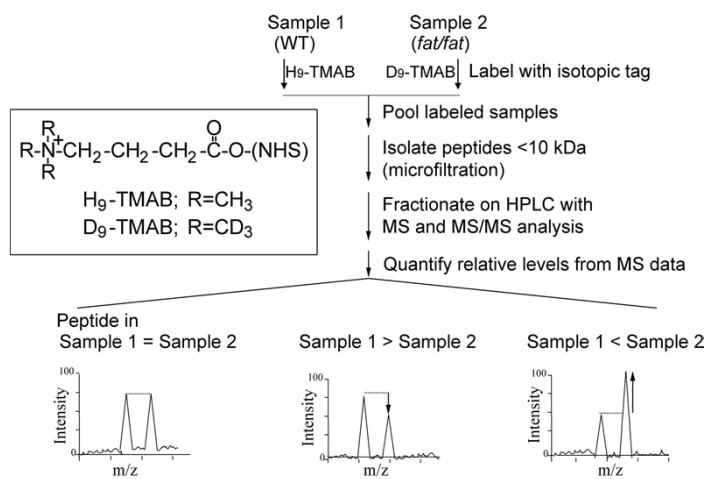 Sample 1
(WT)
Sample 2
(fat/fat)
H9-TMAB
D9-TMAB
Label with isotopic tag
Pool labeled samples
Isolate peptides <10 kDa
(microfiltration)
Fractionate on HPLC with
MS and MS/MS analysis
Quantify relative levels from MS data
R O
R-N+-CH2-CH2-CH2-C-O-(NHS)
R
H9-TMAB; R=CH3
D9-TMAB; R=CD3
Peptide in
Sample 1 = Sample 2
Sample 1 > Sample 2
Sample 1 < Sample 2
100
Intensity
0
m/z
100
Intensity
0
m/z
100
Intensity
0
m/z